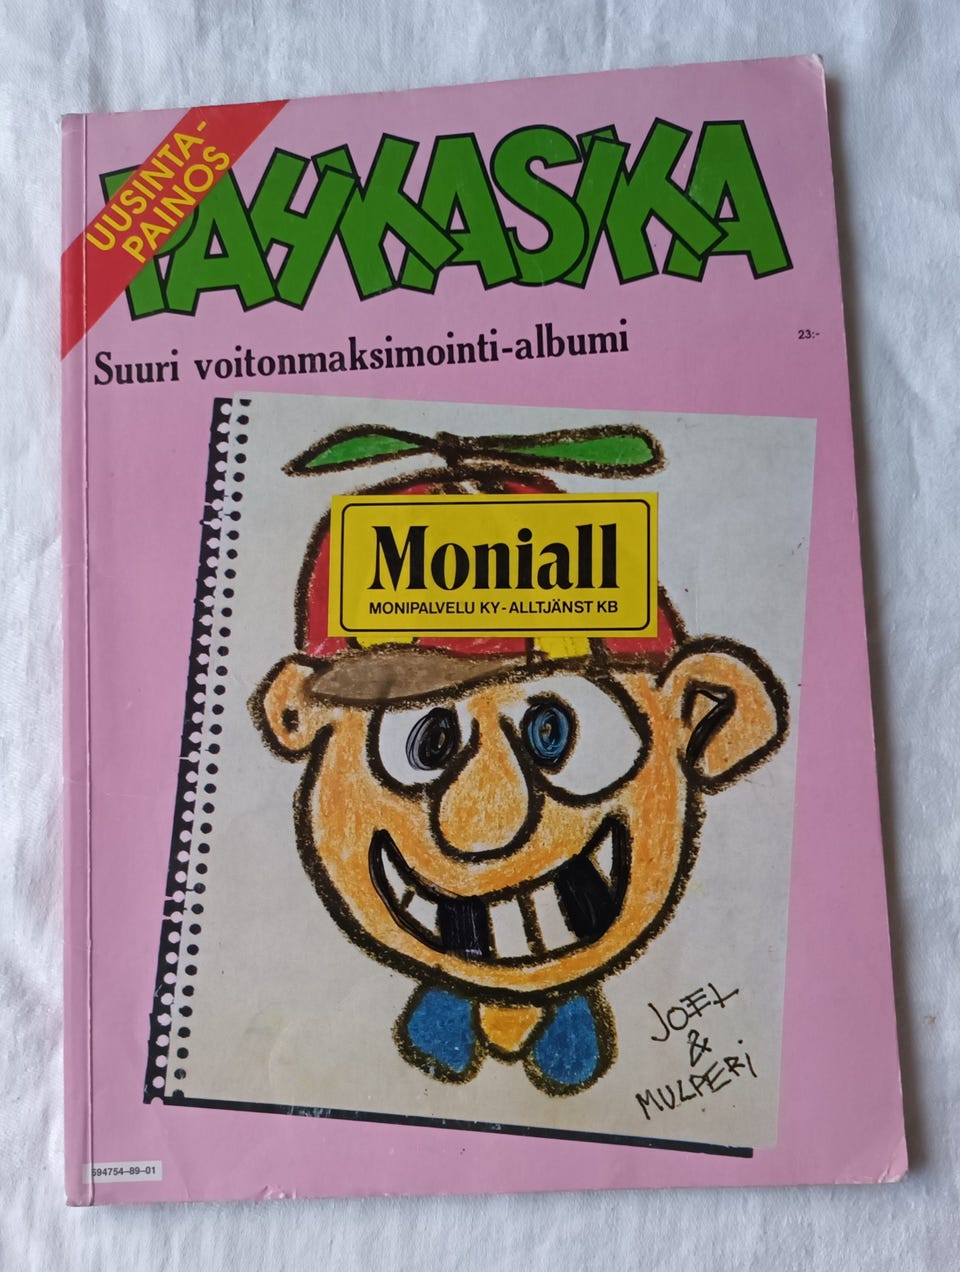 UUSINTA-
PAINOS
PAHKASIKA
Suuri voitonmaksimointi-albumi
23:-
Moniall
MONIPALVELU KY - ALLTJÄNST KB
JOEL
&
MULPERi
594754-89-01